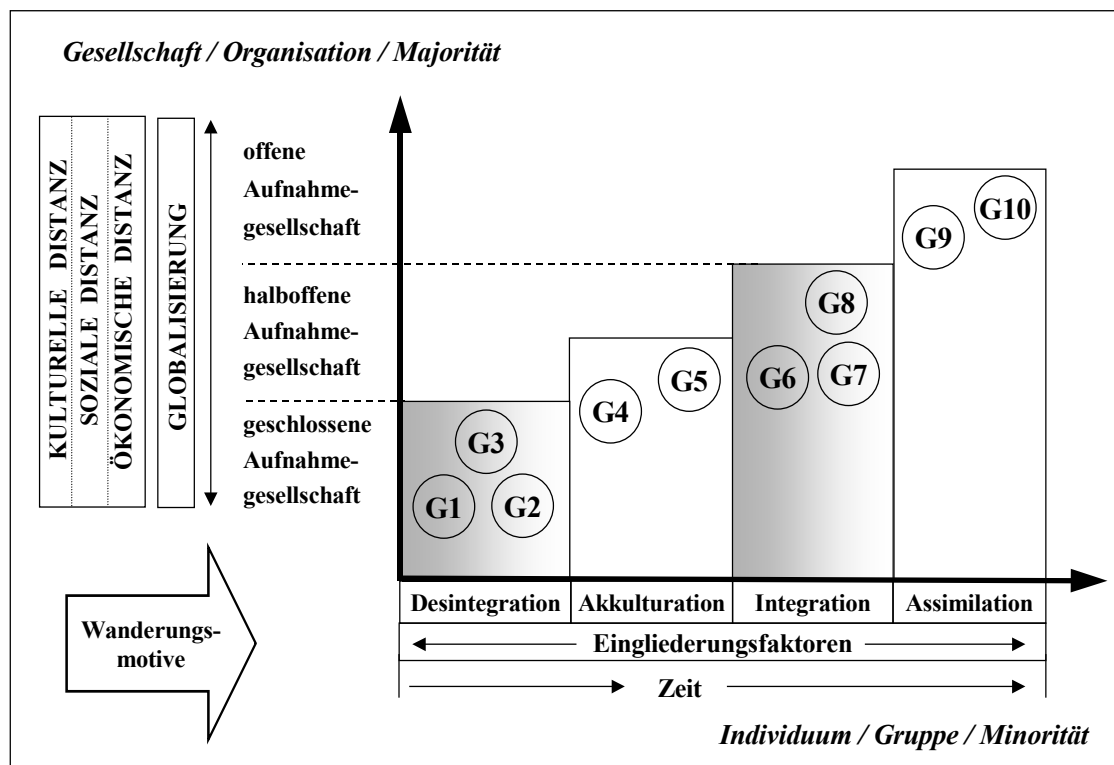 Gesellschaft / Organisation / Majorität
KULTURELLE DISTANZ
SOZIALE DISTANZ
ÖKONOMISCHE DISTANZ
GLOBALISIERUNG
offene
Aufnahme-
gesellschaft
halboffene
Aufnahme-
gesellschaft
geschlossene
Aufnahme-
gesellschaft
G1
G2
G3
G4
G5
G6
G7
G8
G9
G10
Desintegration
Akkulturation
Integration
Assimilation
Wanderungs-
motive
Eingliederungsfaktoren
Zeit
Individuum / Gruppe / Minorität